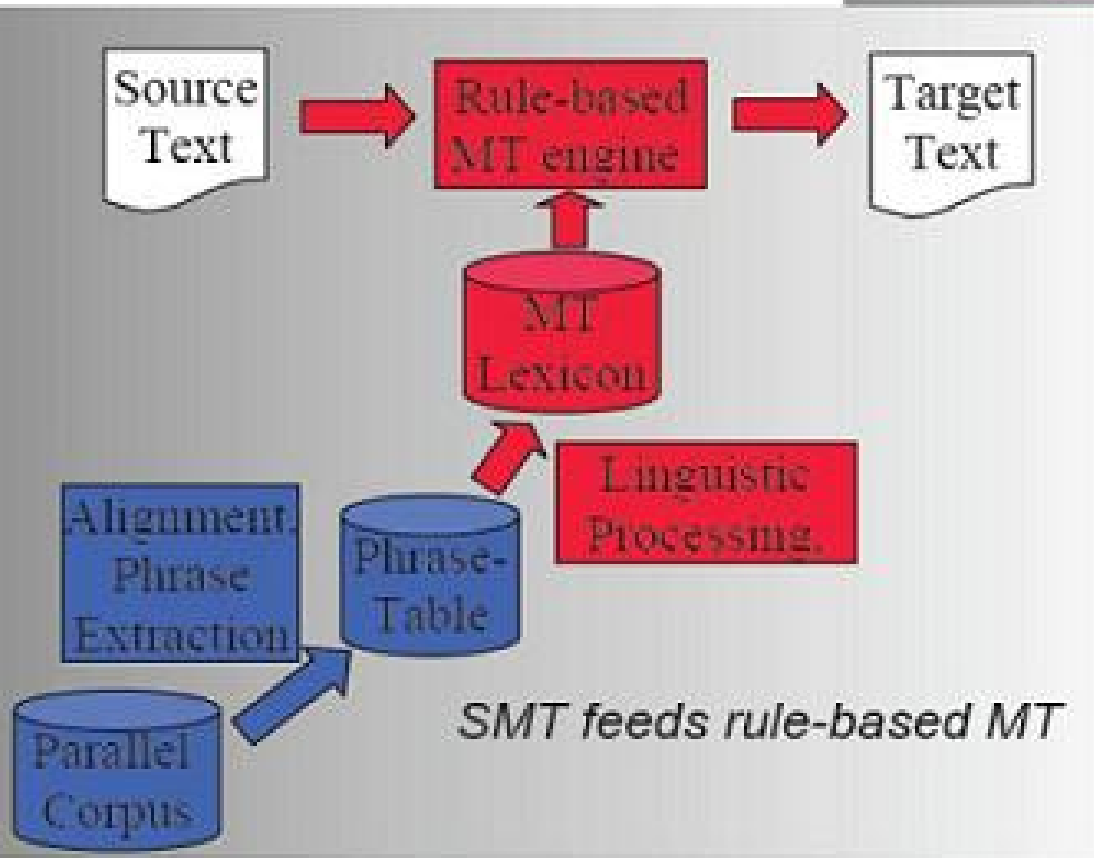 Source
Text
Rule-based
MT engine
Target
Text
MT
Lexicon
Linguistic
Processing.
Alignment,
Phrase
Extraction
Phrase-
Table
Parallel
Corpus
SMT feeds rule-based MT